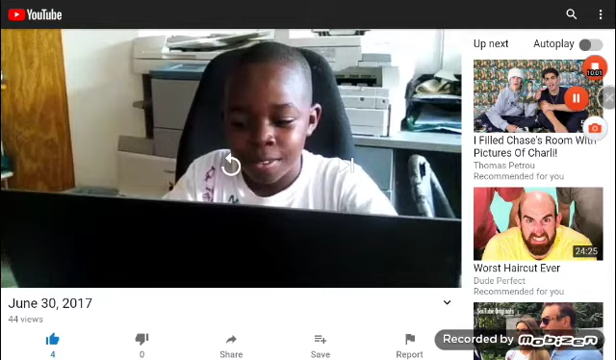 YouTube
Up next
Autoplay
10:01
I Filled Chase's Room With
Pictures Of Charli!
Thomas Petrou
Recommended for you
24:25
Worst Haircut Ever
Dude Perfect
Recommended for you
YouTube Originals
June 30, 2017
44 views
4
0
Share
Save
Report
Recorded by mobizen